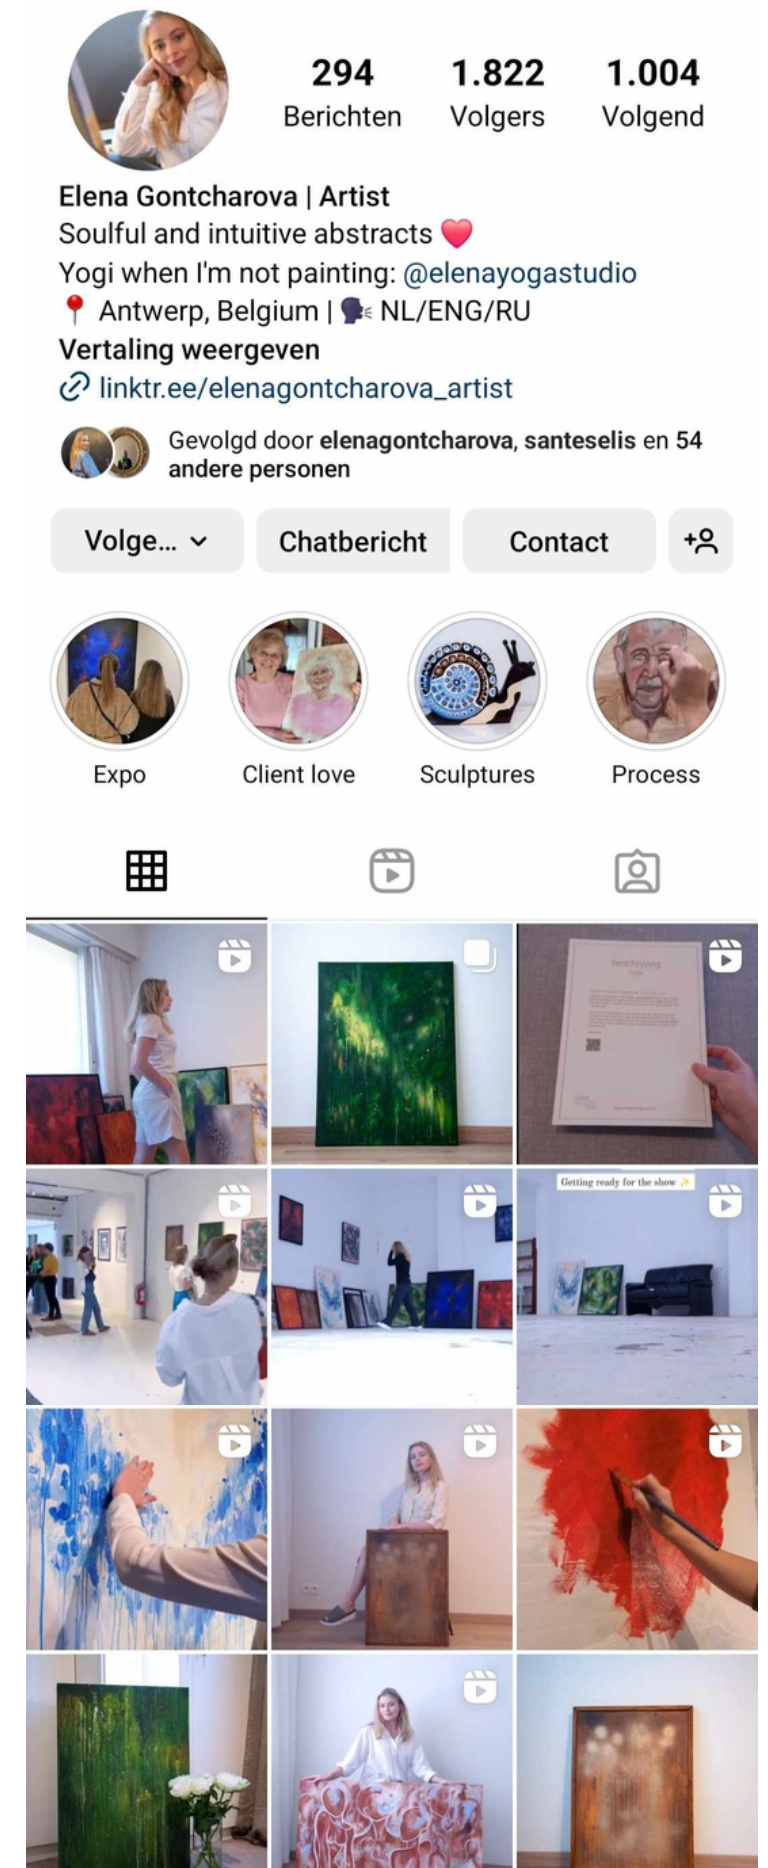 294
Berichten
1.822
Volgers
1.004
Volgend
Elena Gontcharova | Artist
Soulful and intuitive abstracts ❤️
Yogi when I'm not painting: @elenayogastudio
📍 Antwerp, Belgium | 🗣️ NL/ENG/RU
Vertaling weergeven
linktr.ee/elenagontcharova_artist
Gevolgd door elenagontcharova, santeselis en 54
andere personen
Volge...
Chatbericht
Contact
Expo
Client love
Sculptures
Process
Beschrijving
Getting ready for the show ✨